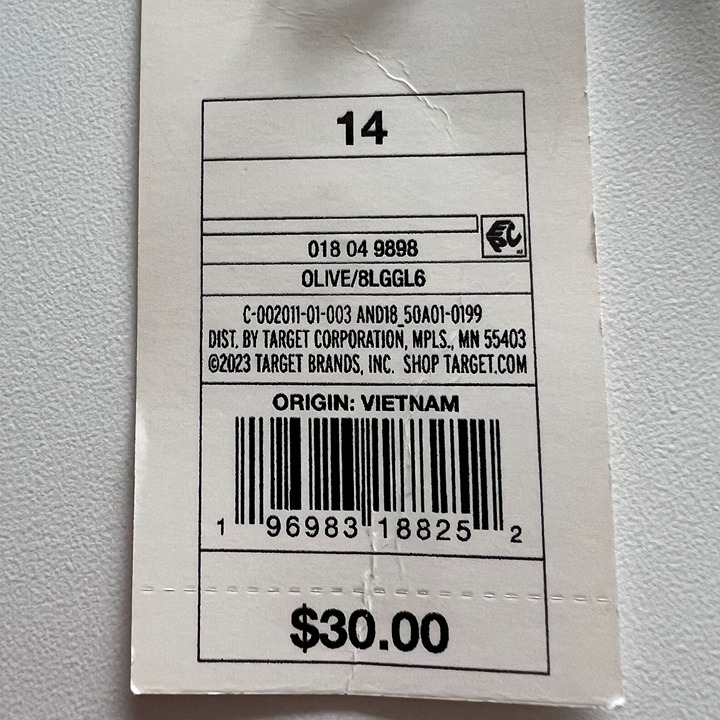 14
EPC
018 04 9898
OLIVE/8LGGL6
C-002011-01-003 AND18_50A01-0199
DIST. BY TARGET CORPORATION, MPLS., MN 55403
©2023 TARGET BRANDS, INC. SHOP TARGET.COM
ORIGIN: VIETNAM
1 96983 18825 2
$30.00